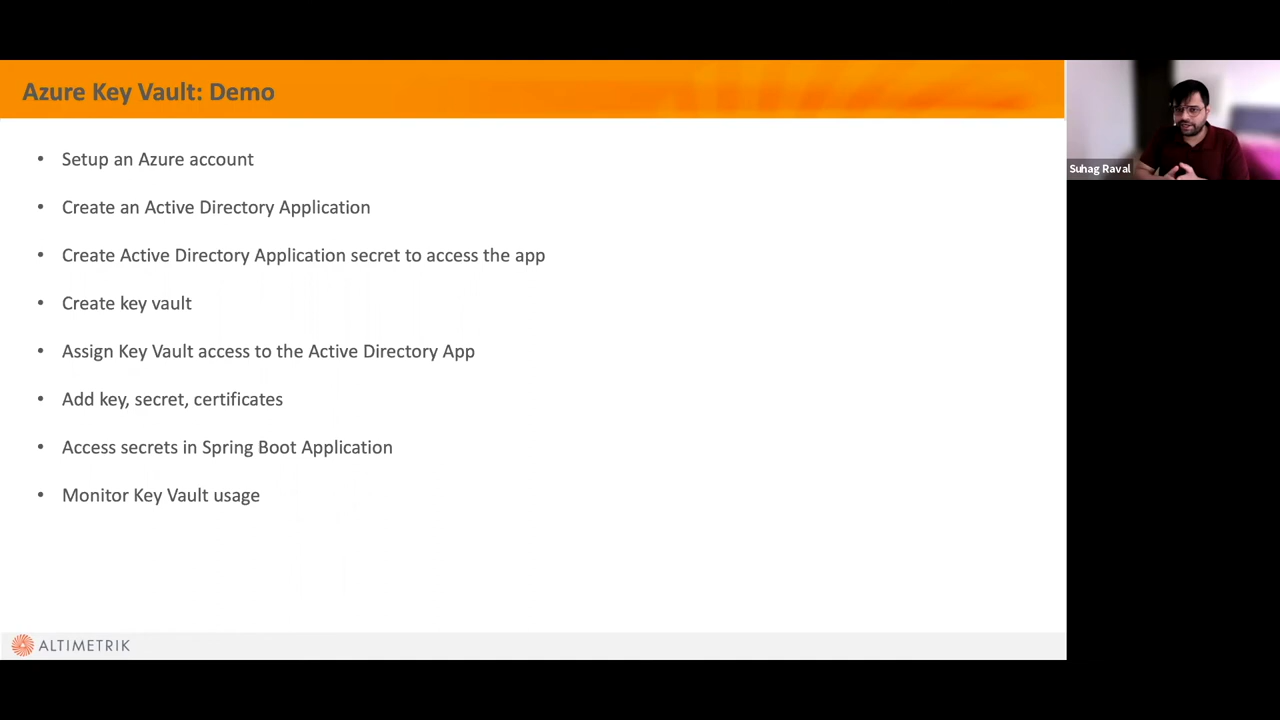 Azure Key Vault: Demo
Suhag Raval
• Setup an Azure account
• Create an Active Directory Application
• Create Active Directory Application secret to access the app
• Create key vault
• Assign Key Vault access to the Active Directory App
• Add key, secret, certificates
• Access secrets in Spring Boot Application
• Monitor Key Vault usage
ALTIMETRIK